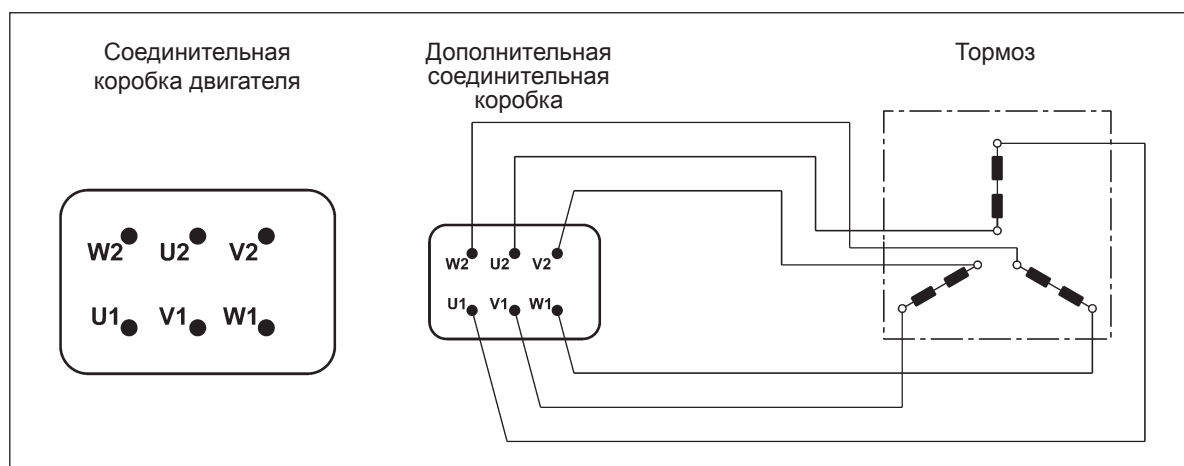 Соединительная
коробка двигателя
Дополнительная
соединительная
коробка
Тормоз
W2 U2 V2
U1 V1 W1
W2 U2 V2
U1 V1 W1